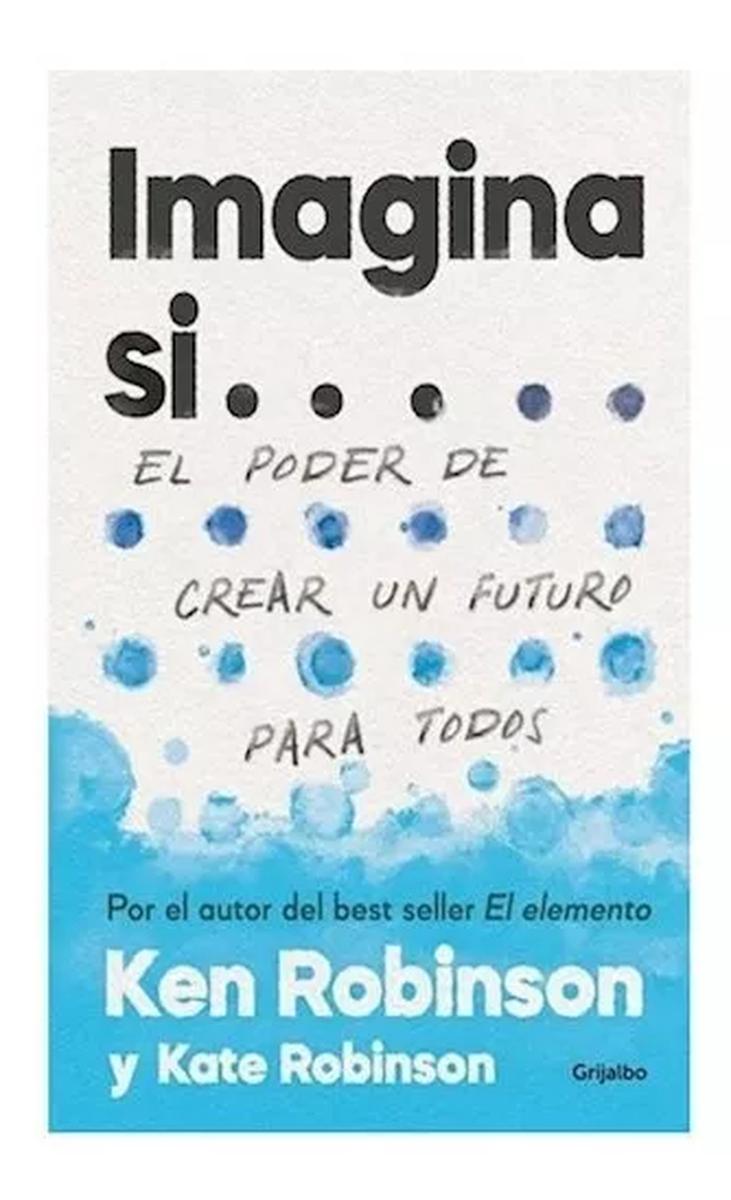 Imagina
si.....
EL PODER DE
CREAR UN FUTURO
PARA TODOS
Por el autor del best seller El elemento
Ken Robinson
y Kate Robinson
Grijalbo